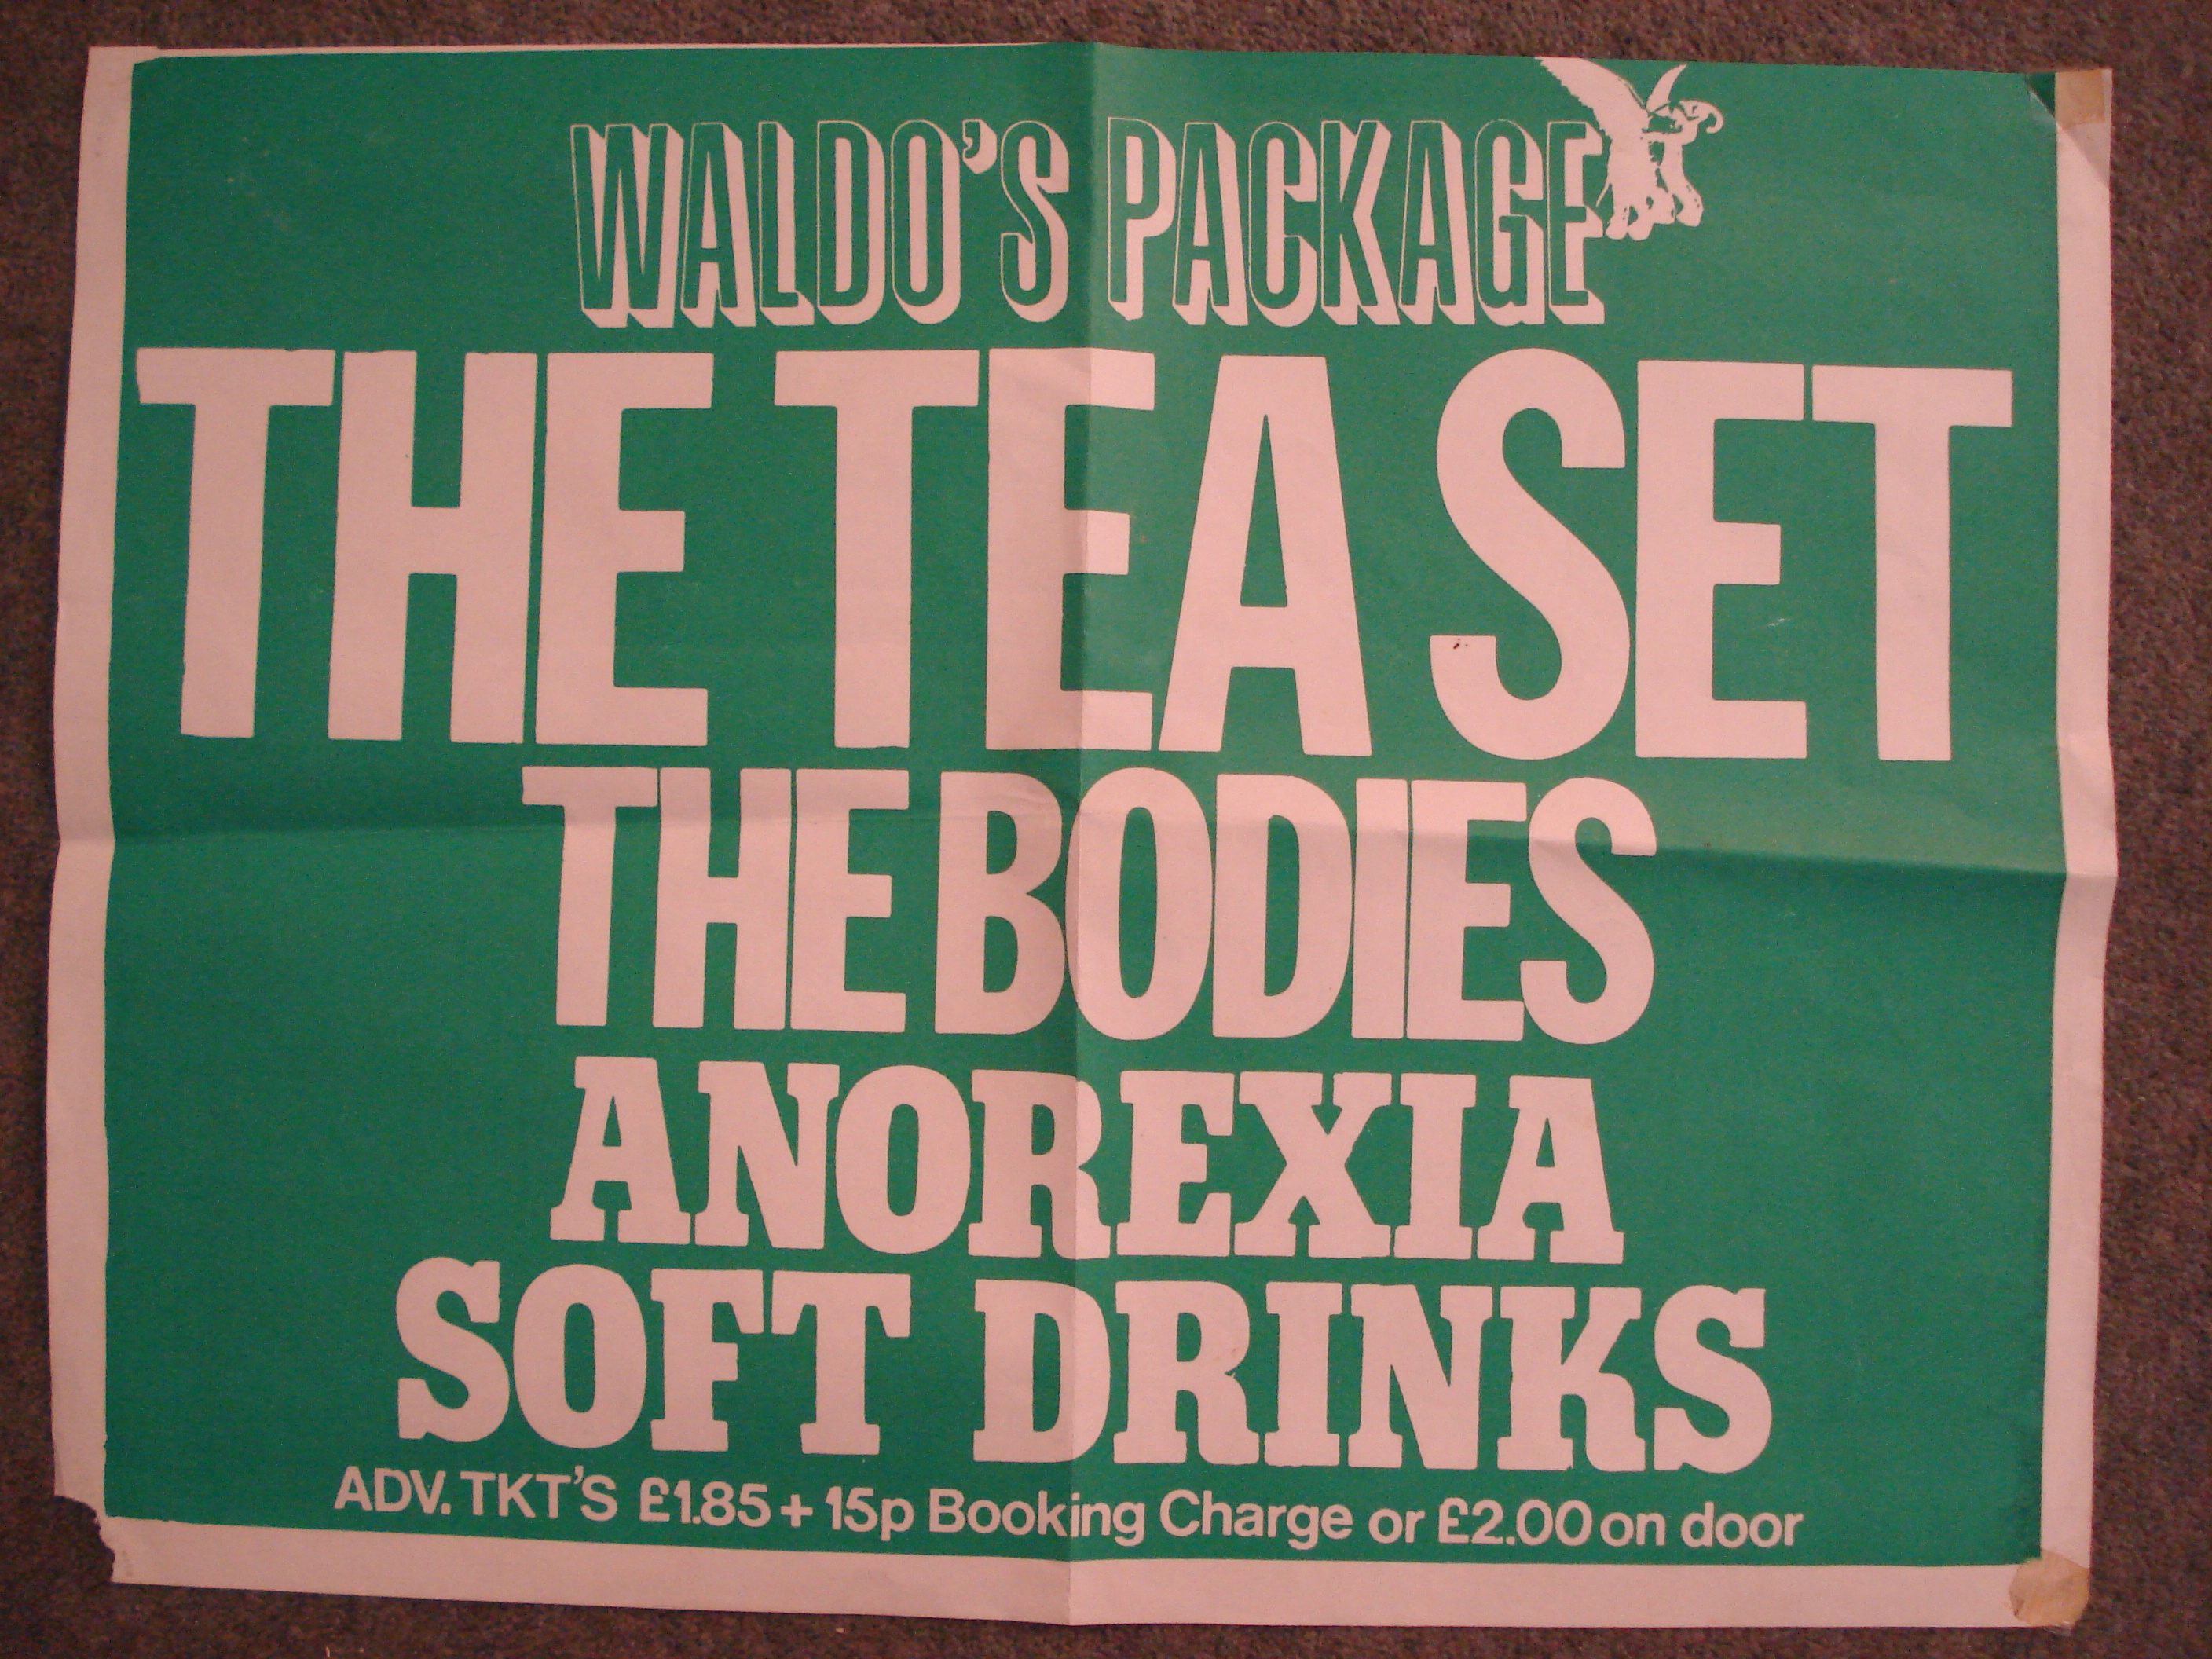 WALDO'S PACKAGE
THE TEA SET
THE BODIES
ANOREXIA
SOFT DRINKS
ADV. TKT'S £1.85 + 15p Booking Charge or £2.00 on door